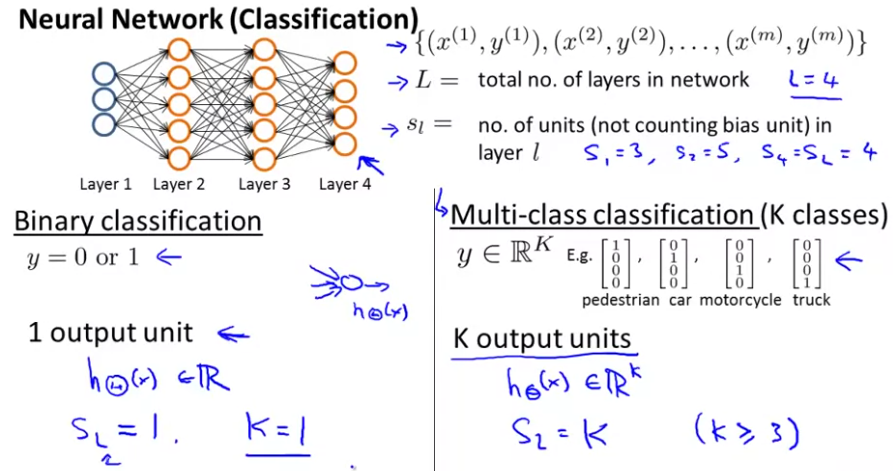 Neural Network (Classification)
→ {(x^(1), y^(1)), (x^(2), y^(2)), . . . , (x^(m), y^(m))}
→ L = total no. of layers in network L = 4
→ s_l = no. of units (not counting bias unit) in
layer l S_1 = 3, S_2 = 5, S_4 = S_L = 4
Layer 1 Layer 2 Layer 3 Layer 4
Binary classification
y = 0 or 1 ←
h_Θ(x)
1 output unit ←
h_Θ(x) ∈ ℝ
S_L = 1. K = 1
Multi-class classification (K classes)
y ∈ ℝ^K E.g. [1 0 0 0], [0 1 0 0], [0 0 1 0], [0 0 0 1] ←
pedestrian car motorcycle truck
K output units
h_Θ(x) ∈ ℝ^K
S_L = K (K ≥ 3)